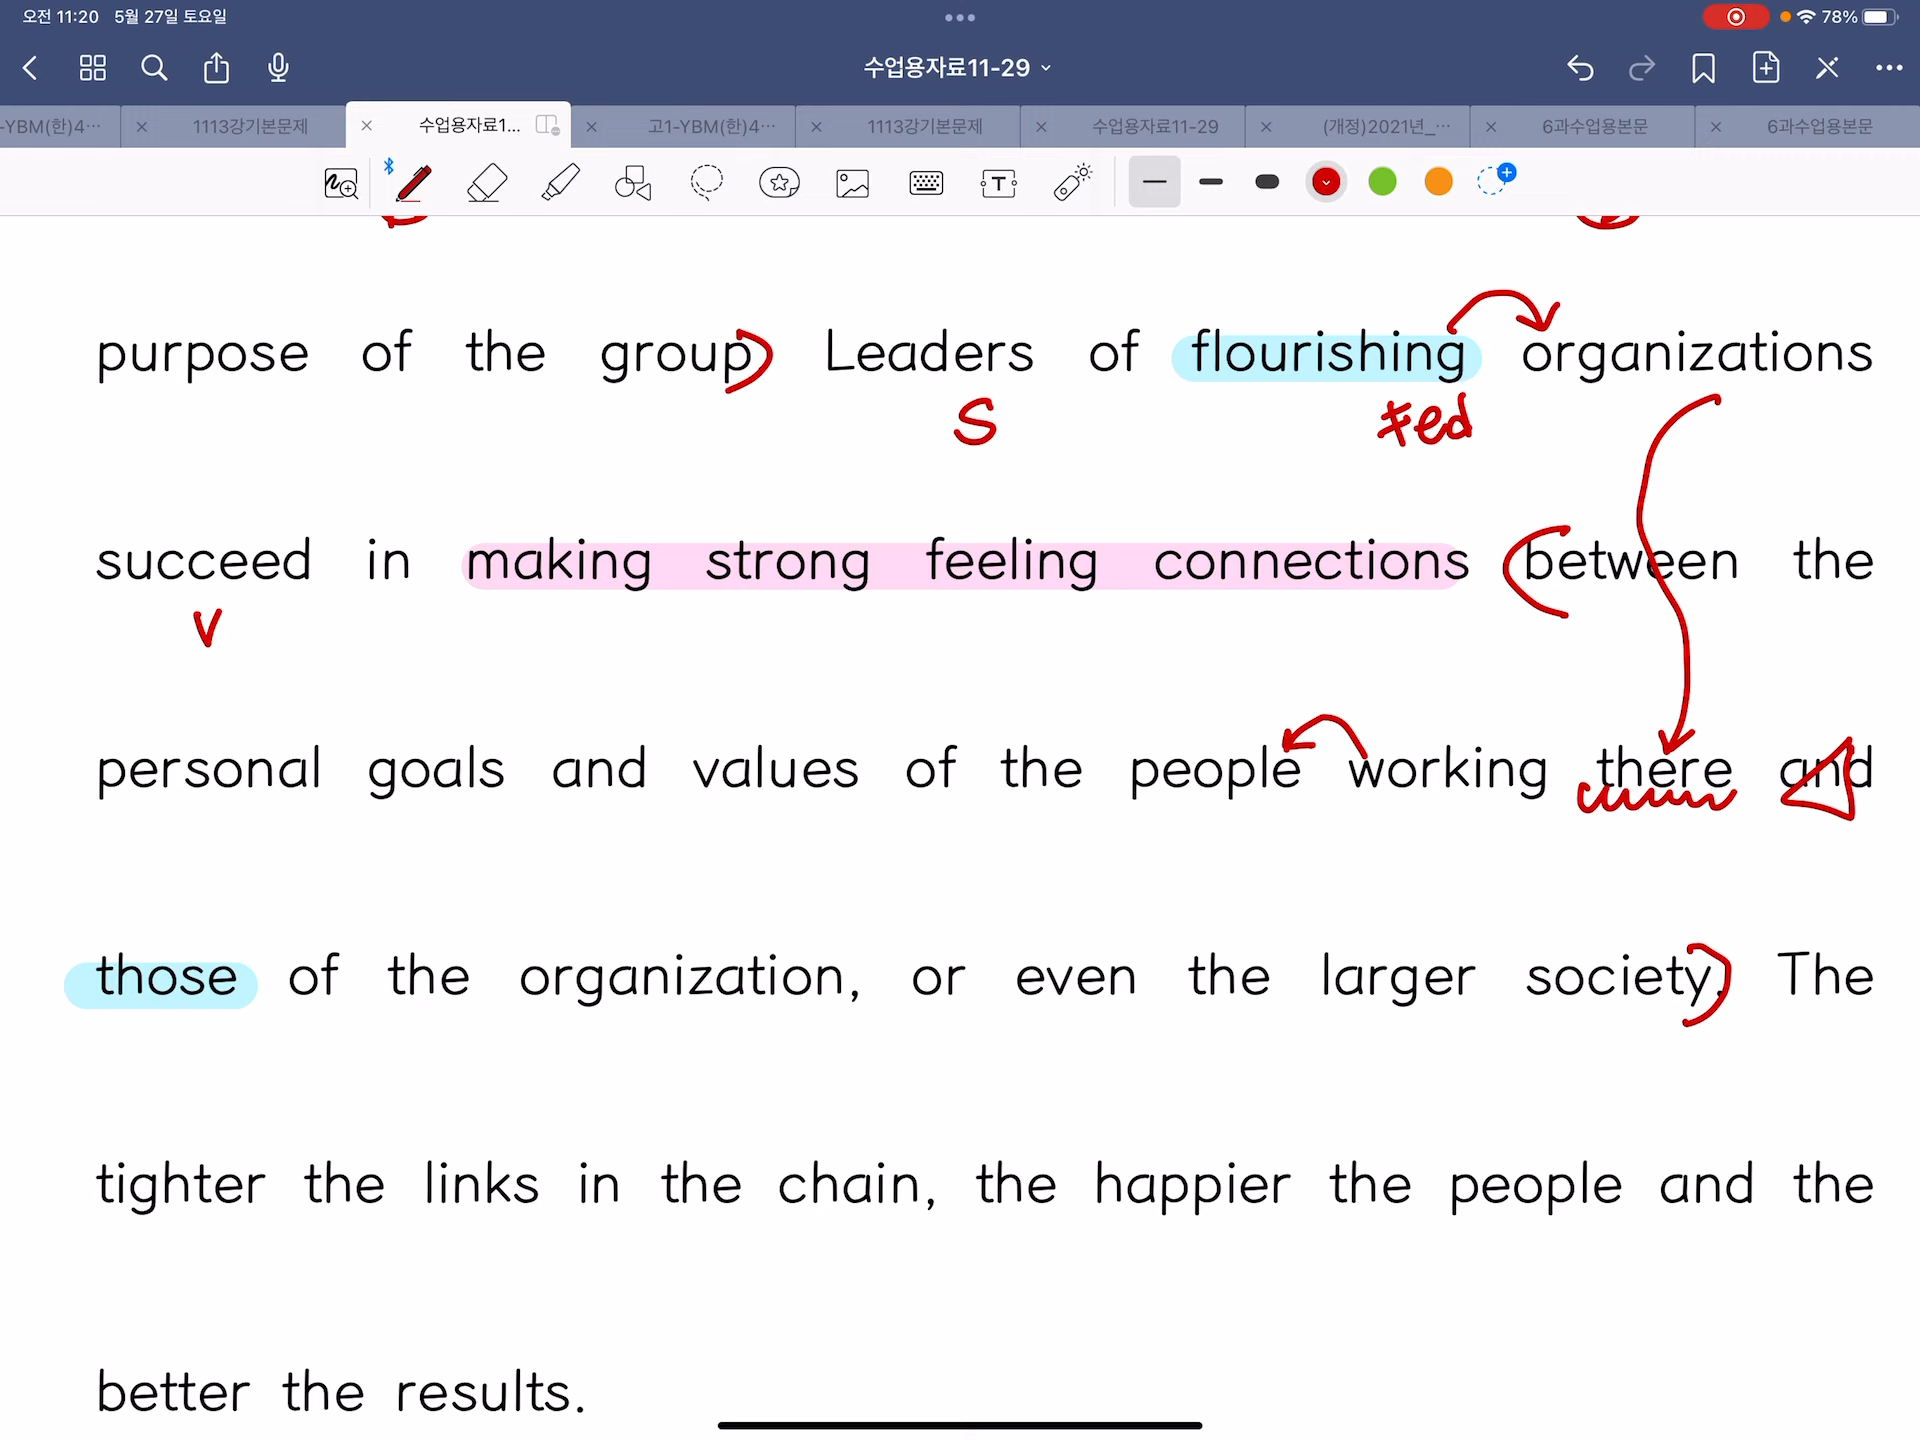 오전 11:20 5월 27일 토요일
78%
수업용자료11-29
-YBM(한)4… 1113강기본문제 수업용자료1... 고1-YBM(한)4… 1113강기본문제 수업용자료11-29 (개정)2021년_… 6과수업용본문 6과수업용본문
T
purpose of the group Leaders of flourishing organizations
S ≠ed
succeed in making strong feeling connections between the
V
personal goals and values of the people working there and
those of the organization, or even the larger society. The
tighter the links in the chain, the happier the people and the
better the results.